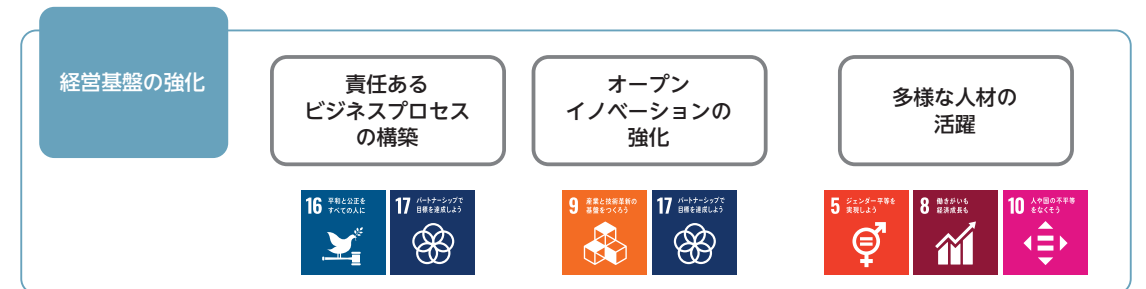 経営基盤の強化
責任ある
ビジネスプロセス
の構築
オープン
イノベーションの
強化
多様な人材の
活躍
16 平和と公正を
すべての人に
17 パートナーシップで
目標を達成しよう
9 産業と技術革新の
基盤をつくろう
17 パートナーシップで
目標を達成しよう
5 ジェンダー平等を
実現しよう
8 働きがいも
経済成長も
10 人や国の不平等
をなくそう